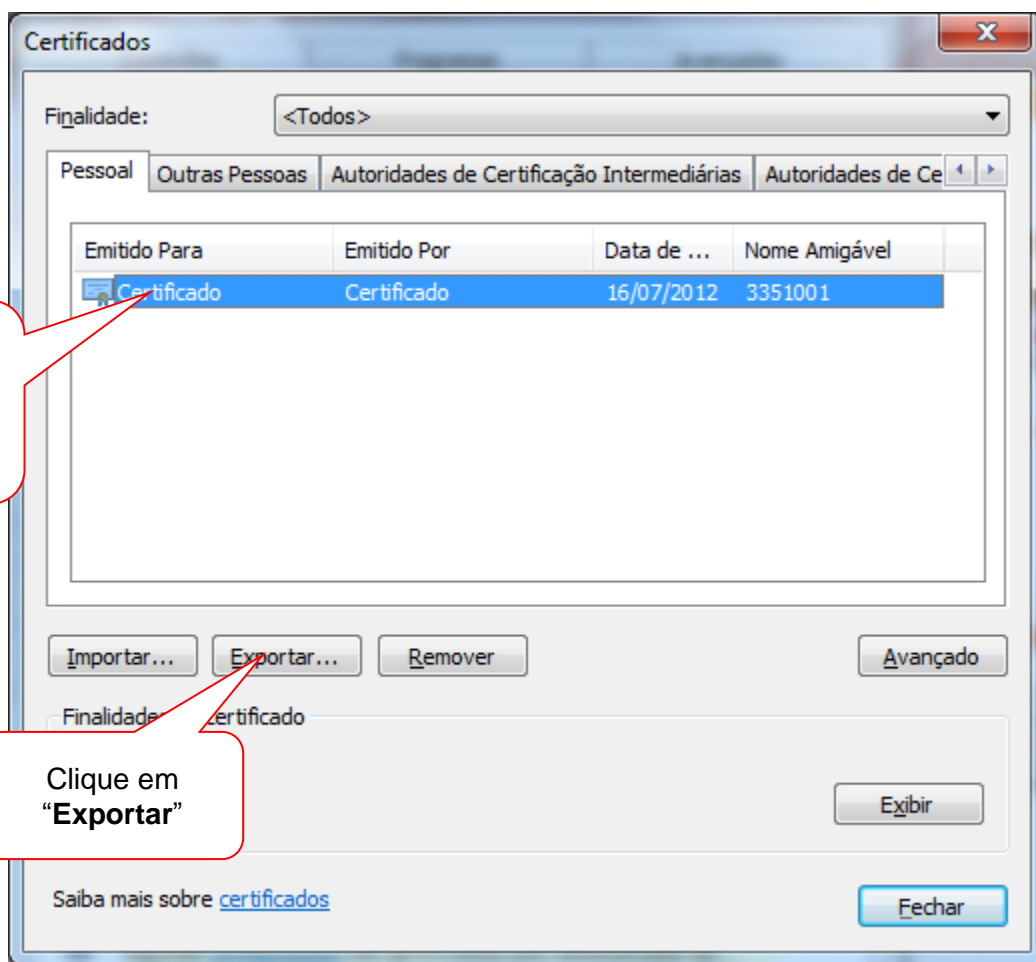 Certificados
Finalidade: <Todos>
Pessoal Outras Pessoas Autoridades de Certificação Intermediárias Autoridades de Ce
Emitido Para Emitido Por Data de ... Nome Amigável
Certificado Certificado 16/07/2012 3351001
Importar... Exportar... Remover Avançado
Finalidades certificado
Clique em
“Exportar”
Exibir
Saiba mais sobre certificados
Fechar